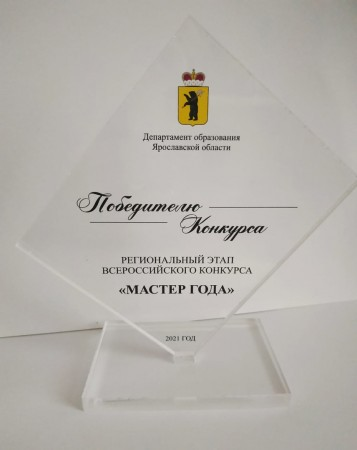 Департамент образования
Ярославской области
Победителю
Конкурса
РЕГИОНАЛЬНЫЙ ЭТАП
ВСЕРОССИЙСКОГО КОНКУРСА
«МАСТЕР ГОДА»
2021 ГОД